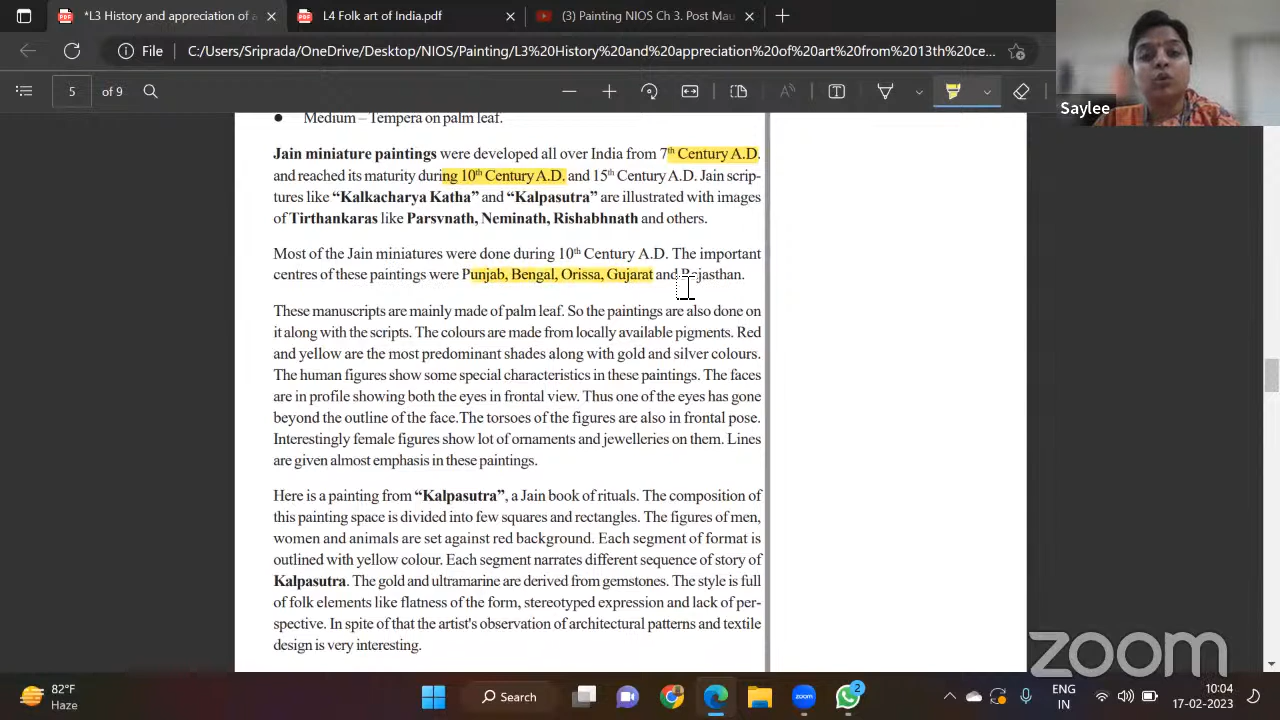 *L3 History and appreciation of a
L4 Folk art of India.pdf
(3) Painting NIOS Ch 3. Post Mau
File
C:/Users/Sriprada/OneDrive/Desktop/NIOS/Painting/L3%20History%20and%20appreciation%20of%20art%20from%2013th%20ce...
5 of 9
Saylee
● Medium – Tempera on palm leaf.
Jain miniature paintings were developed all over India from 7th Century A.D.
and reached its maturity during 10th Century A.D. and 15th Century A.D. Jain scrip-
tures like “Kalkacharya Katha” and “Kalpasutra” are illustrated with images
of Tirthankaras like Parsvnath, Neminath, Rishabhnath and others.
Most of the Jain miniatures were done during 10th Century A.D. The important
centres of these paintings were Punjab, Bengal, Orissa, Gujarat and Rajasthan.
These manuscripts are mainly made of palm leaf. So the paintings are also done on
it along with the scripts. The colours are made from locally available pigments. Red
and yellow are the most predominant shades along with gold and silver colours.
The human figures show some special characteristics in these paintings. The faces
are in profile showing both the eyes in frontal view. Thus one of the eyes has gone
beyond the outline of the face.The torsoes of the figures are also in frontal pose.
Interestingly female figures show lot of ornaments and jewelleries on them. Lines
are given almost emphasis in these paintings.
Here is a painting from “Kalpasutra”, a Jain book of rituals. The composition of
this painting space is divided into few squares and rectangles. The figures of men,
women and animals are set against red background. Each segment of format is
outlined with yellow colour. Each segment narrates different sequence of story of
Kalpasutra. The gold and ultramarine are derived from gemstones. The style is full
of folk elements like flatness of the form, stereotyped expression and lack of per-
spective. In spite of that the artist's observation of architectural patterns and textile
design is very interesting.
zoom
82°F
Haze
Search
zoom
2
ENG
IN
10:04
17-02-2023